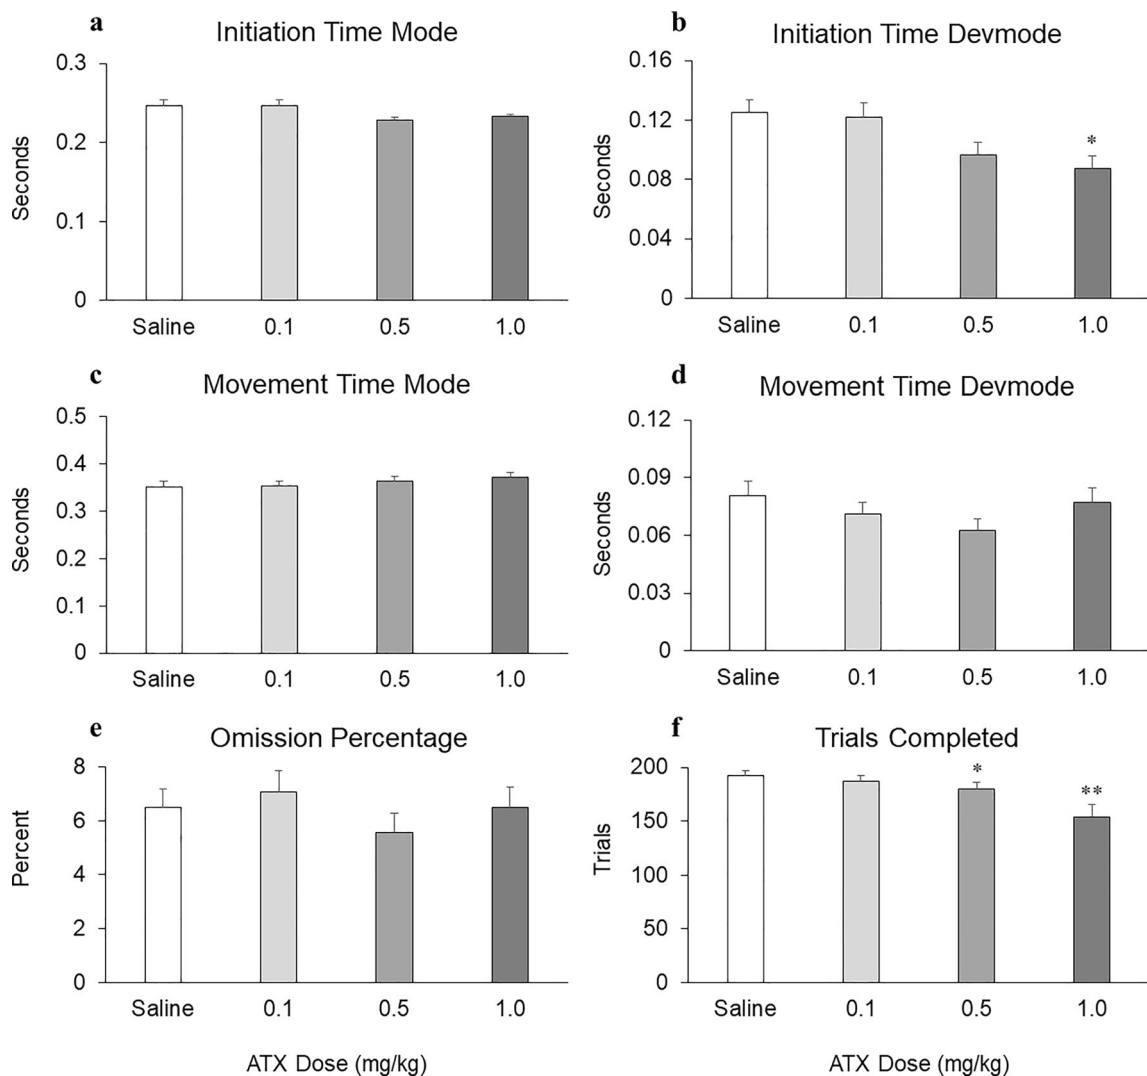 a
Initiation Time Mode
0.3
0.2
0.1
0
Seconds
Saline 0.1 0.5 1.0
b
Initiation Time Devmode
0.16
0.12
0.08
0.04
0
Seconds
*
Saline 0.1 0.5 1.0
c
Movement Time Mode
0.5
0.4
0.3
0.2
0.1
0
Seconds
Saline 0.1 0.5 1.0
d
Movement Time Devmode
0.12
0.09
0.06
0.03
0
Seconds
Saline 0.1 0.5 1.0
e
Omission Percentage
8
6
4
2
0
Percent
Saline 0.1 0.5 1.0
ATX Dose (mg/kg)
f
Trials Completed
200
150
100
50
0
Trials
*
**
Saline 0.1 0.5 1.0
ATX Dose (mg/kg)